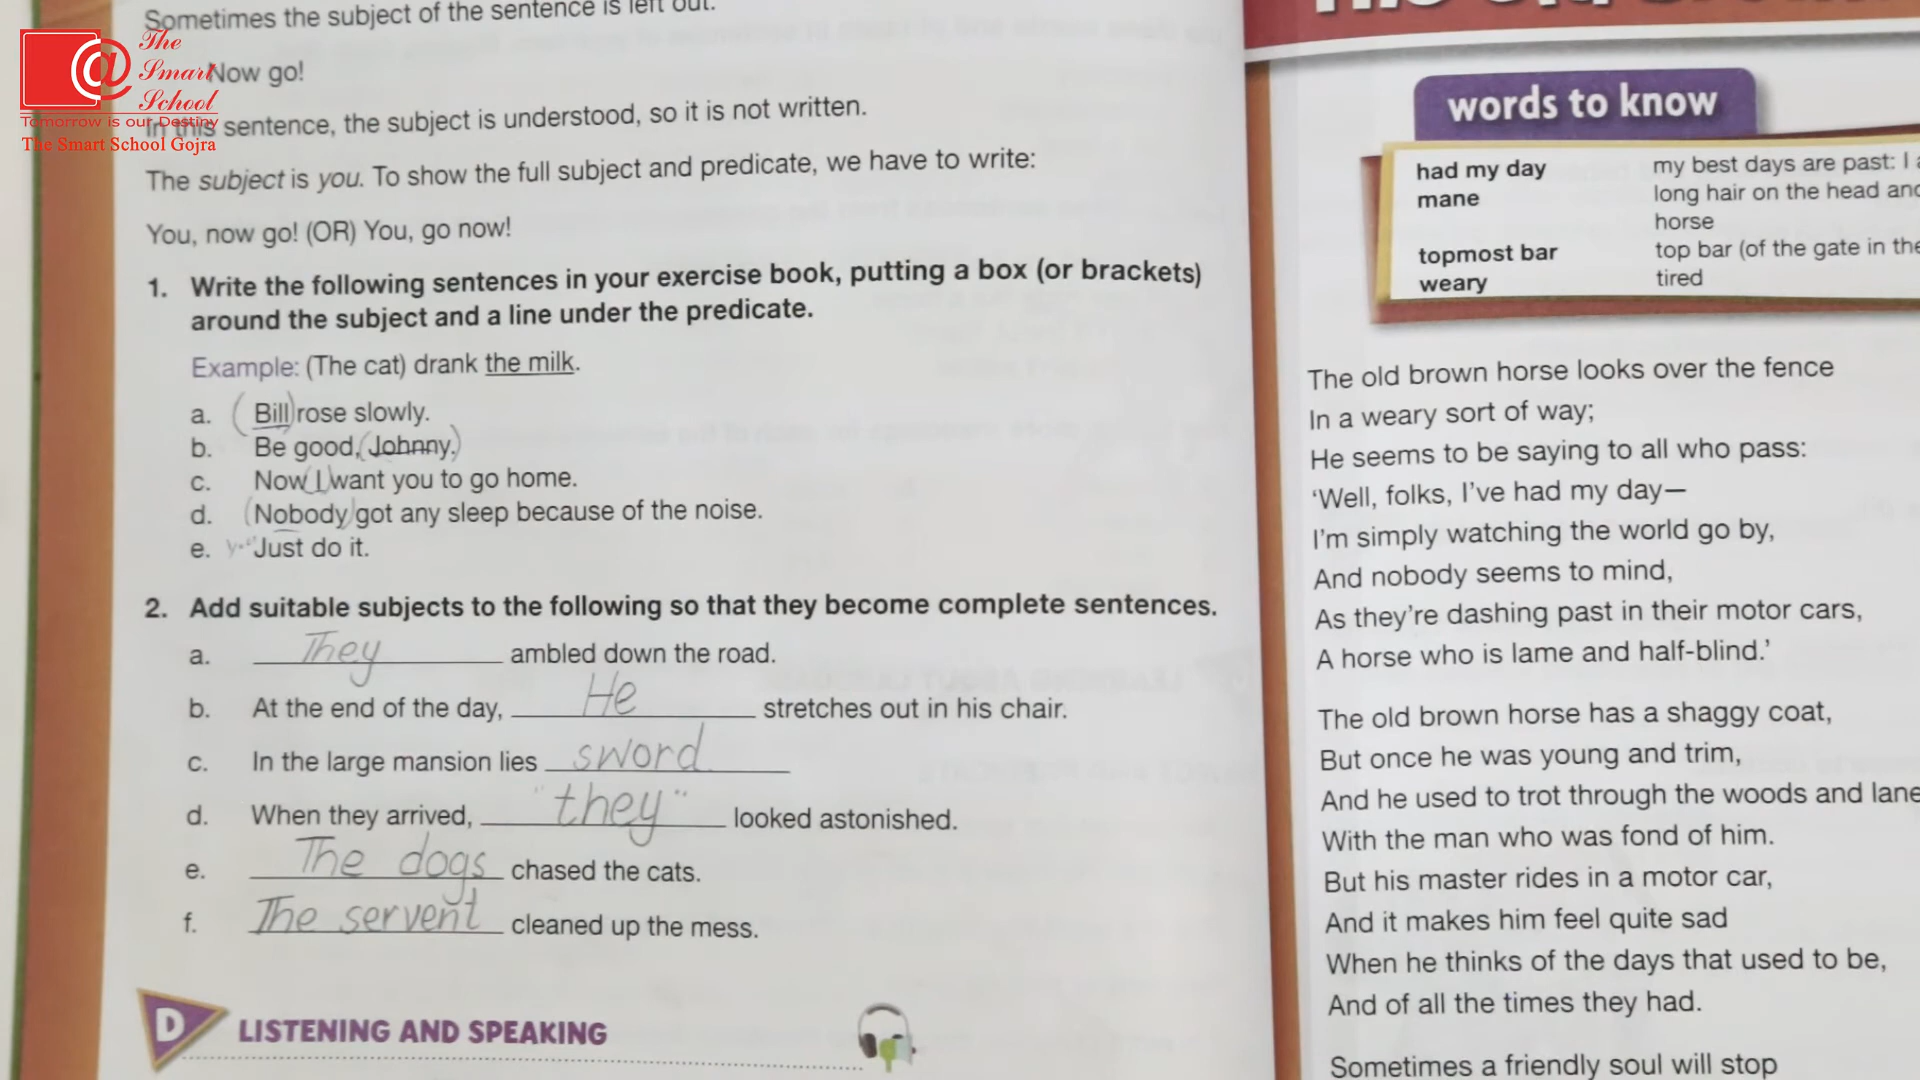 The
Smart
School
Tomorrow is our Destiny
The Smart School Gojra
Sometimes the subject of the sentence is left out.
Now go!
In this sentence, the subject is understood, so it is not written.
The subject is you. To show the full subject and predicate, we have to write:
You, now go! (OR) You, go now!
1. Write the following sentences in your exercise book, putting a box (or brackets)
around the subject and a line under the predicate.
Example: (The cat) drank the milk.
a. (Bill) rose slowly.
b. Be good, (Johnny.)
c. Now (I) want you to go home.
d. (Nobody) got any sleep because of the noise.
e. Just do it.
2. Add suitable subjects to the following so that they become complete sentences.
a. They ambled down the road.
b. At the end of the day, He stretches out in his chair.
c. In the large mansion lies sword.
d. When they arrived, "they" looked astonished.
e. The dogs chased the cats.
f. The servent cleaned up the mess.
D LISTENING AND SPEAKING
words to know
had my day my best days are past: I
mane long hair on the head and
horse
topmost bar top bar (of the gate in the
weary tired
The old brown horse looks over the fence
In a weary sort of way;
He seems to be saying to all who pass:
‘Well, folks, I’ve had my day—
I’m simply watching the world go by,
And nobody seems to mind,
As they’re dashing past in their motor cars,
A horse who is lame and half-blind.’
The old brown horse has a shaggy coat,
But once he was young and trim,
And he used to trot through the woods and lane
With the man who was fond of him.
But his master rides in a motor car,
And it makes him feel quite sad
When he thinks of the days that used to be,
And of all the times they had.
Sometimes a friendly soul will stop